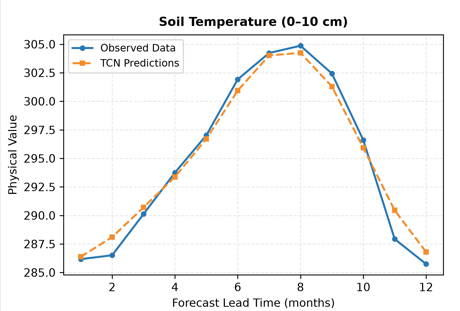 Soil Temperature (0–10 cm)
Observed Data
TCN Predictions
Physical Value
305.0
302.5
300.0
297.5
295.0
292.5
290.0
287.5
285.0
2 4 6 8 10 12
Forecast Lead Time (months)